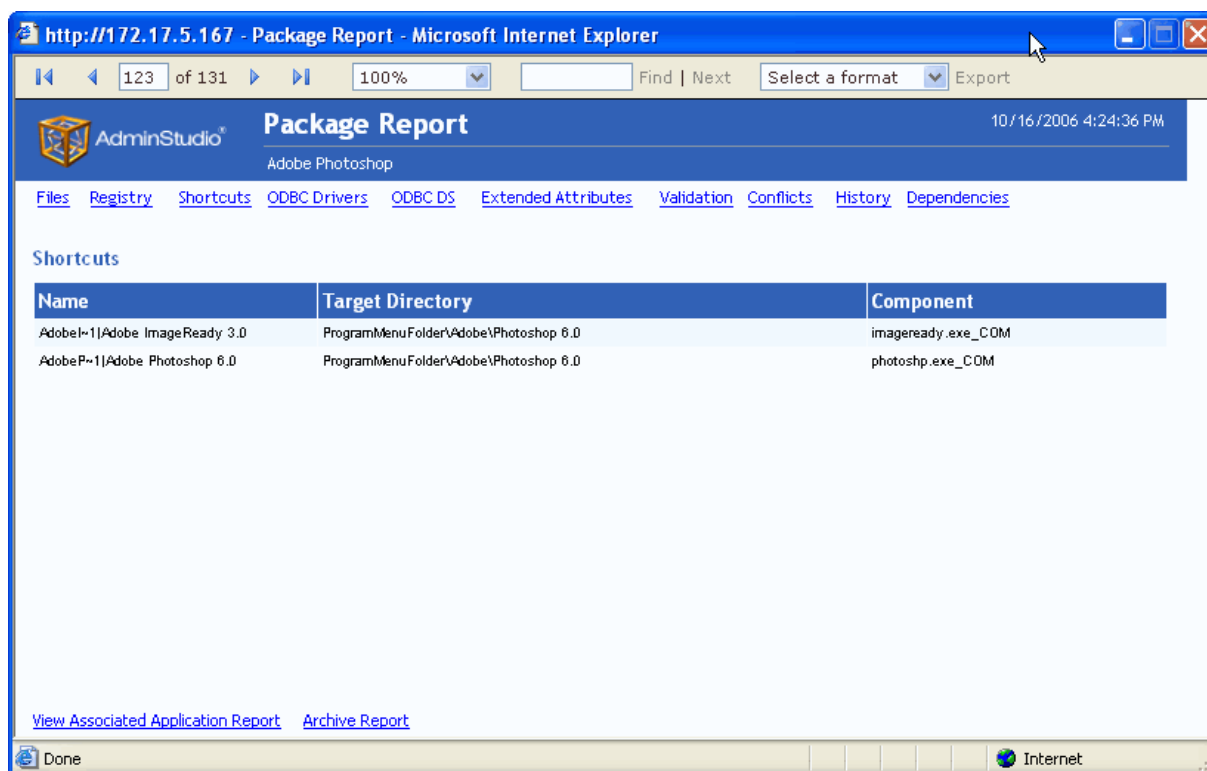 http://172.17.5.167 - Package Report - Microsoft Internet Explorer
123 of 131 100% Find | Next Select a format Export
AdminStudio® Package Report 10/16/2006 4:24:36 PM
Adobe Photoshop
Files Registry Shortcuts ODBC Drivers ODBC DS Extended Attributes Validation Conflicts History Dependencies
Shortcuts
Name Target Directory Component
AdobeI~1|Adobe ImageReady 3.0 ProgramMenuFolder\Adobe\Photoshop 6.0 imageready.exe_COM
AdobeP~1|Adobe Photoshop 6.0 ProgramMenuFolder\Adobe\Photoshop 6.0 photoshp.exe_COM
View Associated Application Report Archive Report
Done Internet